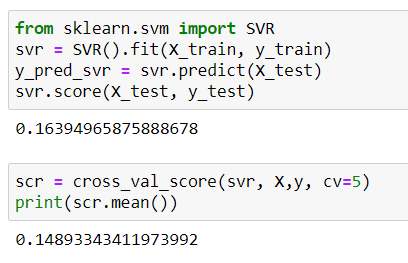 from sklearn.svm import SVR
svr = SVR().fit(X_train, y_train)
y_pred_svr = svr.predict(X_test)
svr.score(X_test, y_test)
0.16394965875888678
scr = cross_val_score(svr, X,y, cv=5)
print(scr.mean())
0.14893343411973992